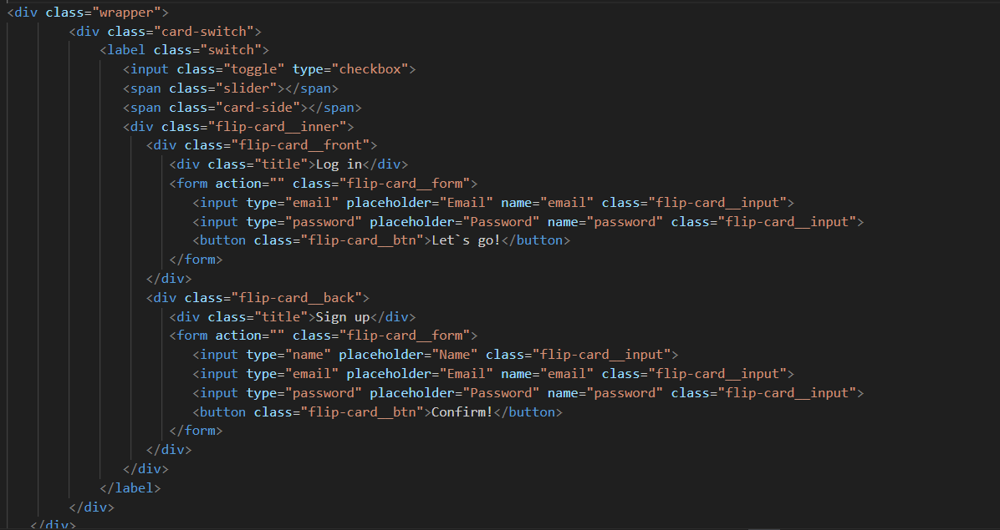 <div class="wrapper">
<div class="card-switch">
<label class="switch">
<input class="toggle" type="checkbox">
<span class="slider"></span>
<span class="card-side"></span>
<div class="flip-card__inner">
<div class="flip-card__front">
<div class="title">Log in</div>
<form action="" class="flip-card__form">
<input type="email" placeholder="Email" name="email" class="flip-card__input">
<input type="password" placeholder="Password" name="password" class="flip-card__input">
<button class="flip-card__btn">Let`s go!</button>
</form>
</div>
<div class="flip-card__back">
<div class="title">Sign up</div>
<form action="" class="flip-card__form">
<input type="name" placeholder="Name" class="flip-card__input">
<input type="email" placeholder="Email" name="email" class="flip-card__input">
<input type="password" placeholder="Password" name="password" class="flip-card__input">
<button class="flip-card__btn">Confirm!</button>
</form>
</div>
</div>
</label>
</div>
</div>